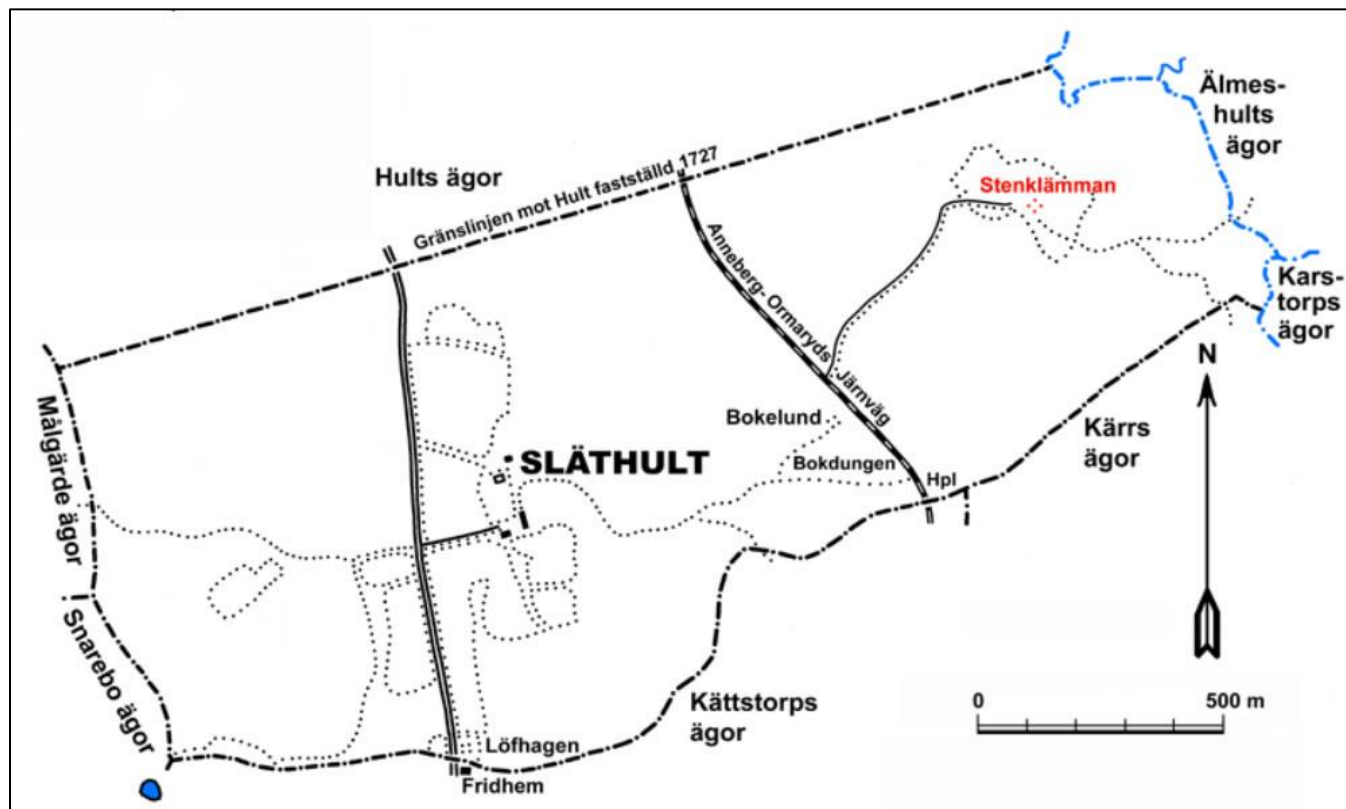 Älmes-
hults
ägor
Hults ägor
Gränslinjen mot Hult fastställd 1727
Stenklämman
Anneberg-Ormaryds Järnväg
Kars-
torps
ägor
N
Målgärde ägor
Bokelund
Kärrs
ägor
SLÄTHULT
Bokdungen
Hpl
Snarebo ägor
Kättstorps
ägor
0 500 m
Löfhagen
Fridhem